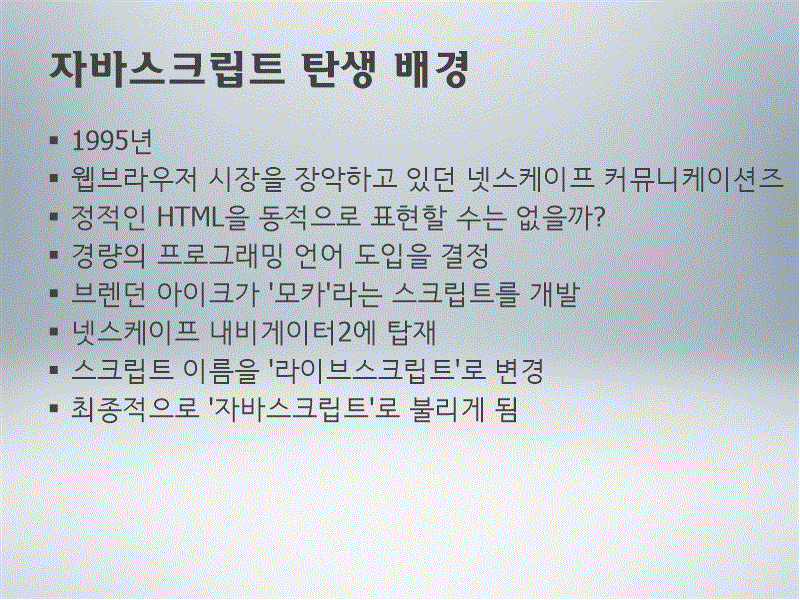 자바스크립트 탄생 배경
▪ 1995년
▪ 웹브라우저 시장을 장악하고 있던 넷스케이프 커뮤니케이션즈
▪ 정적인 HTML을 동적으로 표현할 수는 없을까?
▪ 경량의 프로그래밍 언어 도입을 결정
▪ 브렌던 아이크가 '모카'라는 스크립트를 개발
▪ 넷스케이프 내비게이터2에 탑재
▪ 스크립트 이름을 '라이브스크립트'로 변경
▪ 최종적으로 '자바스크립트'로 불리게 됨